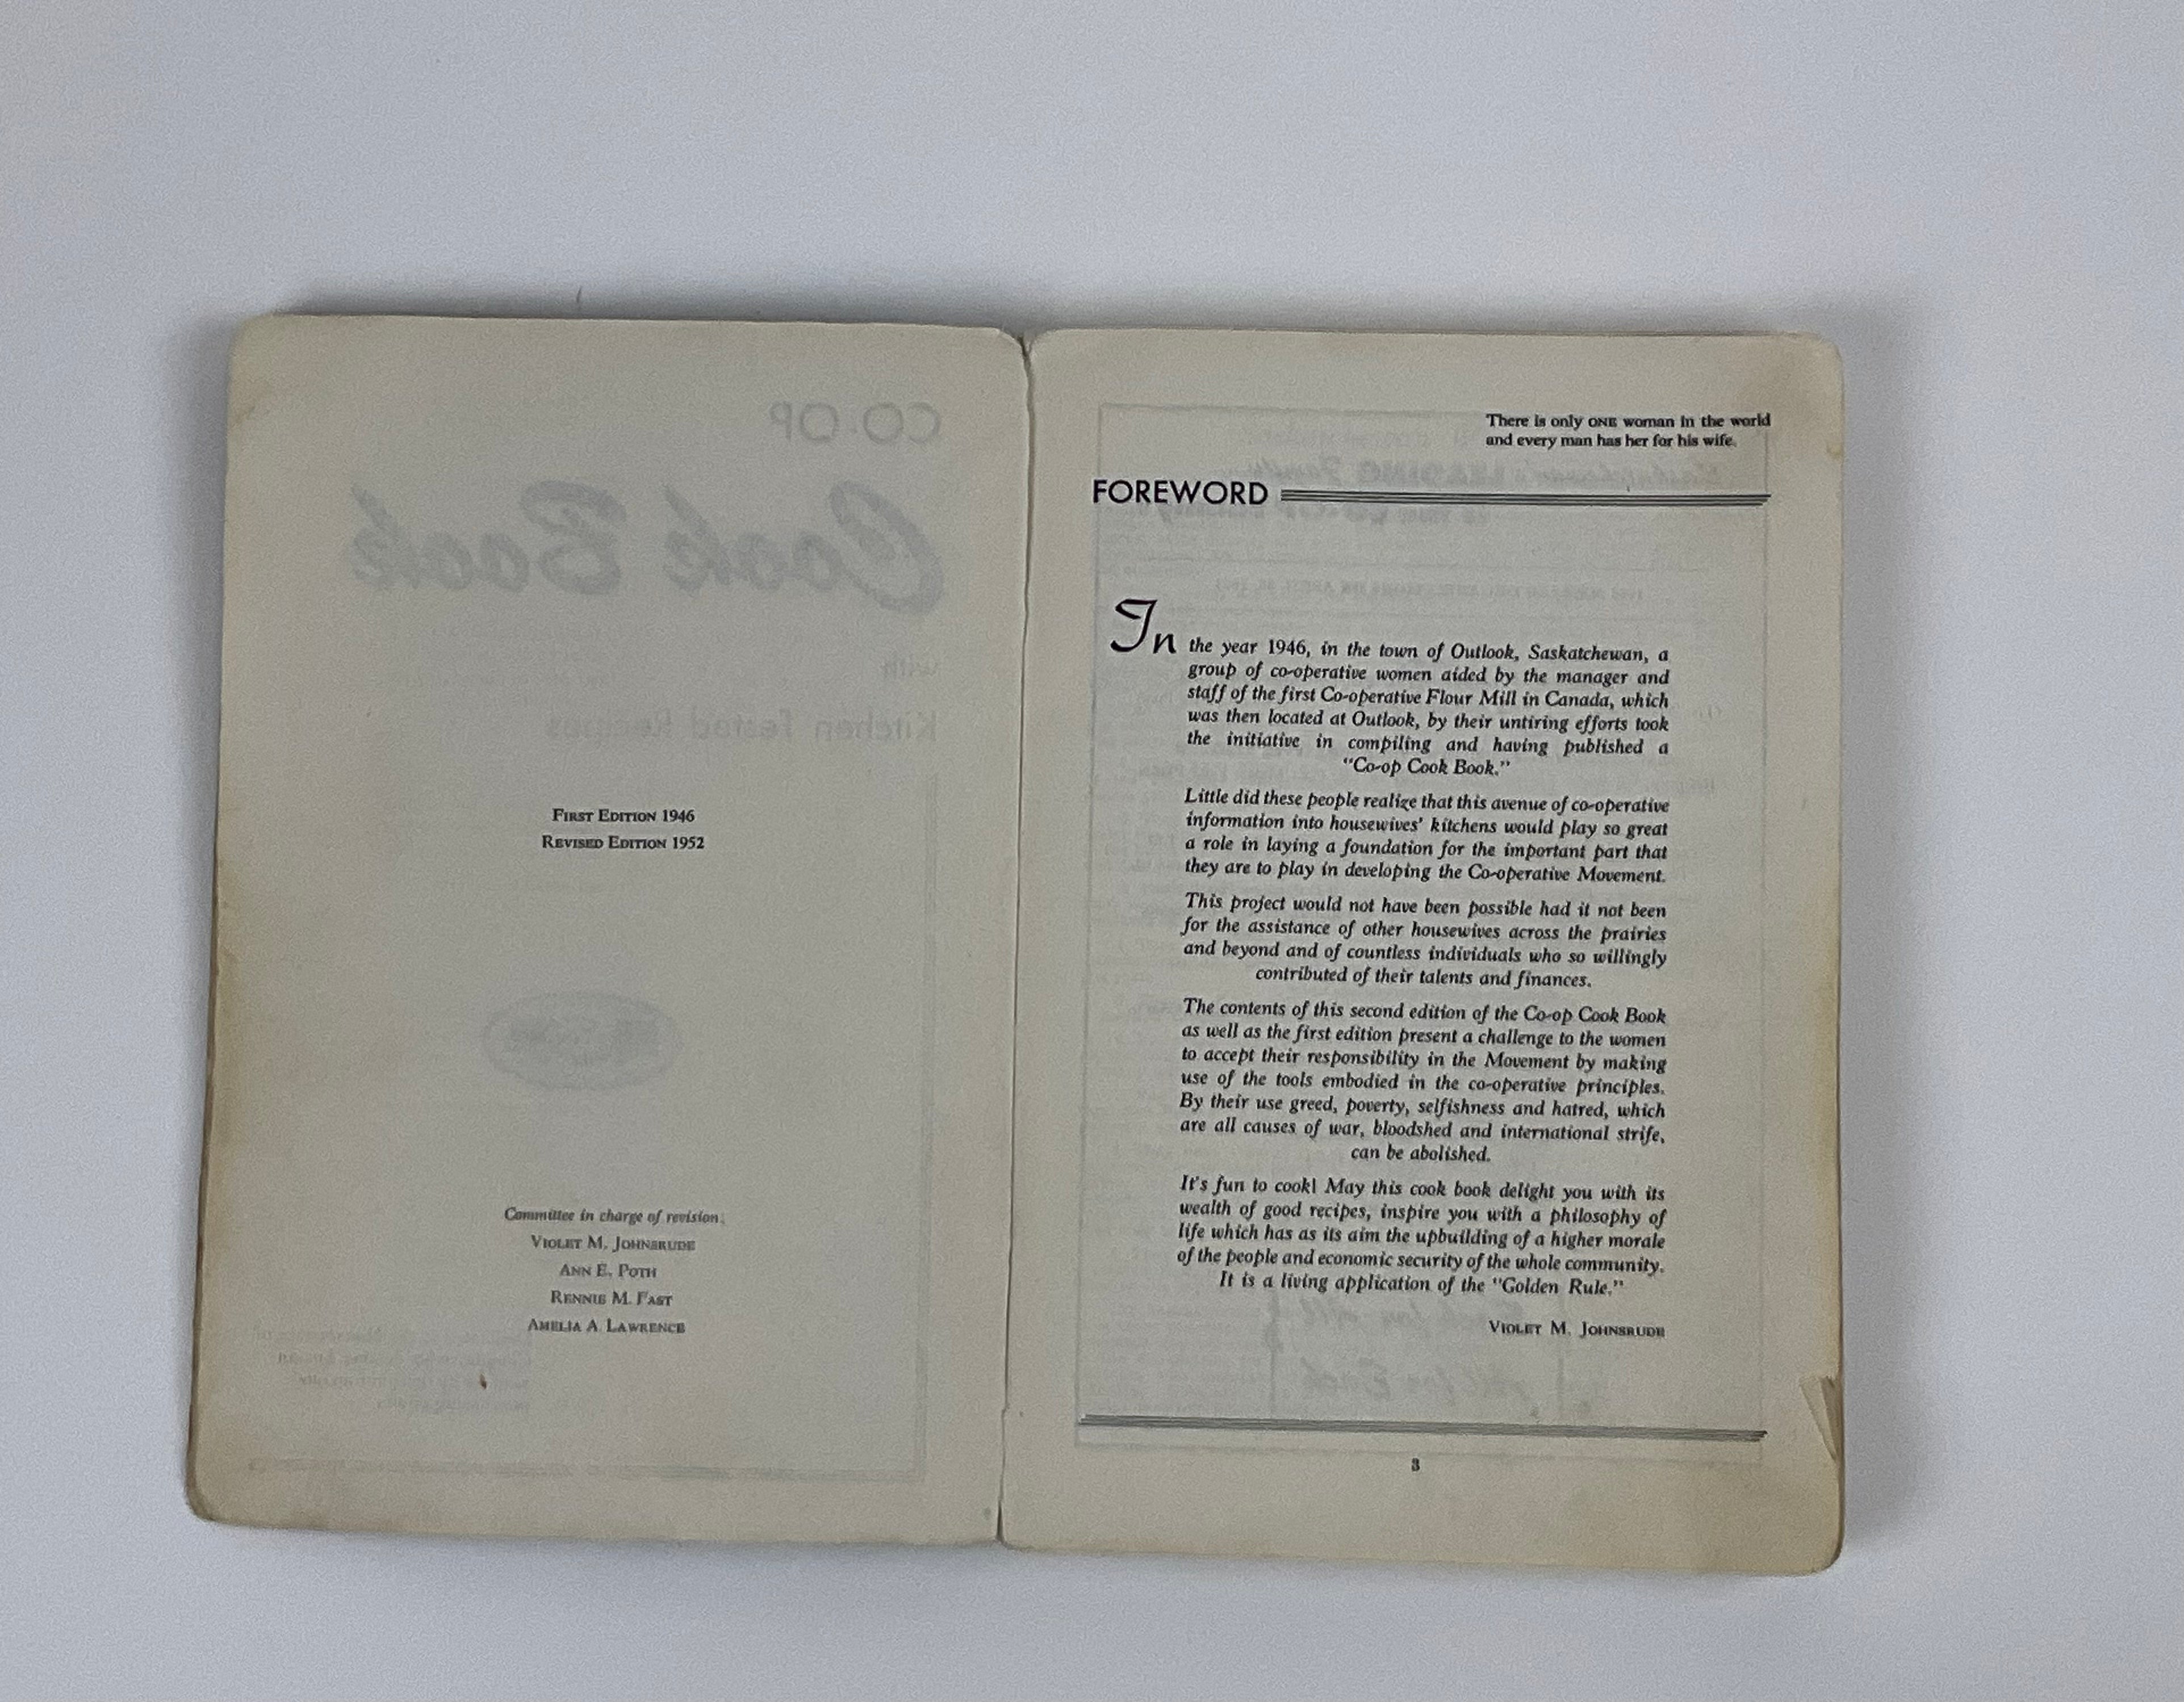 FIRST EDITION 1946
REVISED EDITION 1952
Committee in charge of revision:
VIOLET M. JOHNSRUDE
ANN E. POTH
RENNIE M. FAST
AMELIA A. LAWRENCE
There is only ONE woman in the world
and every man has her for his wife.
FOREWORD
In the year 1946, in the town of Outlook, Saskatchewan, a
group of co-operative women aided by the manager and
staff of the first Co-operative Flour Mill in Canada, which
was then located at Outlook, by their untiring efforts took
the initiative in compiling and having published a
“Co-op Cook Book.”
Little did these people realize that this avenue of co-operative
information into housewives’ kitchens would play so great
a role in laying a foundation for the important part that
they are to play in developing the Co-operative Movement.
This project would not have been possible had it not been
for the assistance of other housewives across the prairies
and beyond and of countless individuals who so willingly
contributed of their talents and finances.
The contents of this second edition of the Co-op Cook Book
as well as the first edition present a challenge to the women
to accept their responsibility in the Movement by making
use of the tools embodied in the co-operative principles.
By their use greed, poverty, selfishness and hatred, which
are all causes of war, bloodshed and international strife,
can be abolished.
It’s fun to cook! May this cook book delight you with its
wealth of good recipes, inspire you with a philosophy of
life which has as its aim the upbuilding of a higher morale
of the people and economic security of the whole community.
It is a living application of the “Golden Rule.”
VIOLET M. JOHNSRUDE
3